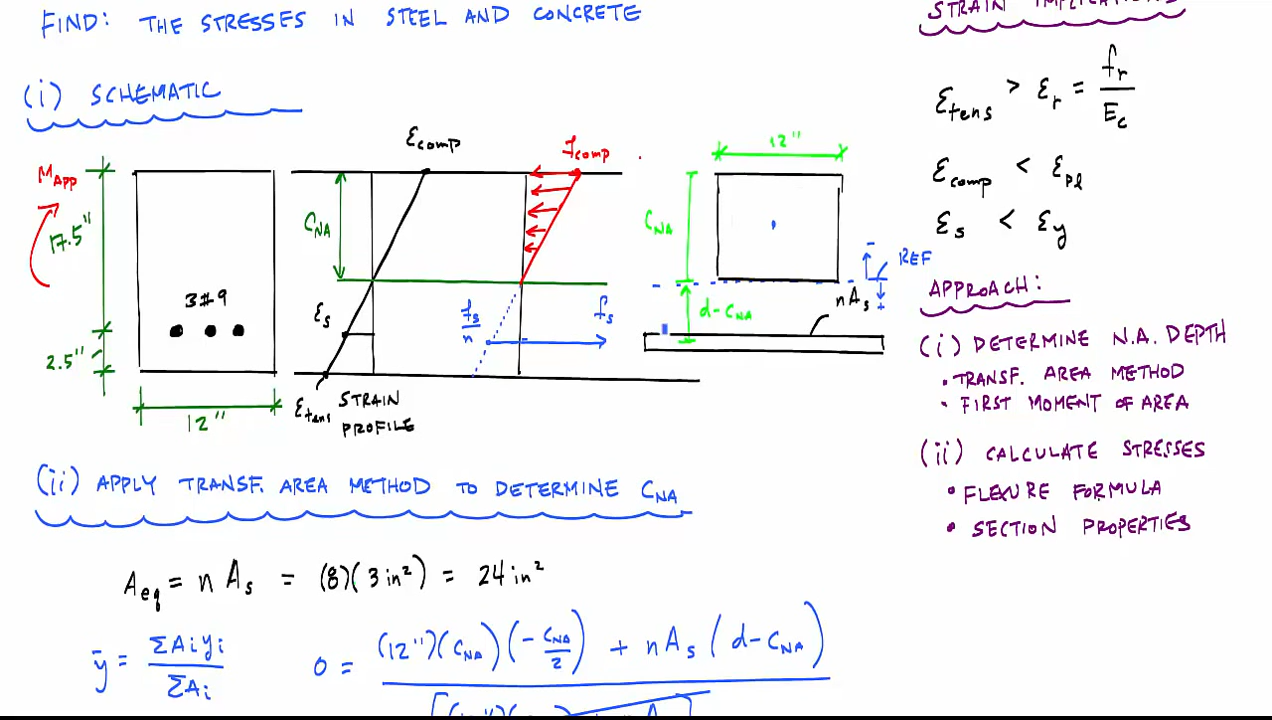 FIND: THE STRESSES IN STEEL AND CONCRETE
(i) SCHEMATIC
M_APP
17.5"
2.5"
3#9
12"
ε_comp
C_NA
ε_s
ε_tens
STRAIN
PROFILE
f_comp
f_s/n
f_s
12"
C_NA
d-C_NA
nA_s
-
REF
+
(ii) APPLY TRANSF. AREA METHOD TO DETERMINE C_NA
A_eq = n A_s = (8)(3 in²) = 24 in²
ȳ = ΣAiyi / ΣAi
0 = (12")(C_NA)(-C_NA/2) + nA_s (d-C_NA)
STRAIN IMPLICATIONS
ε_tens > ε_r = f_r / E_c
ε_comp < ε_pl
ε_s < ε_y
APPROACH:
(i) DETERMINE N.A. DEPTH
• TRANSF. AREA METHOD
• FIRST MOMENT OF AREA
(ii) CALCULATE STRESSES
• FLEXURE FORMULA
• SECTION PROPERTIES